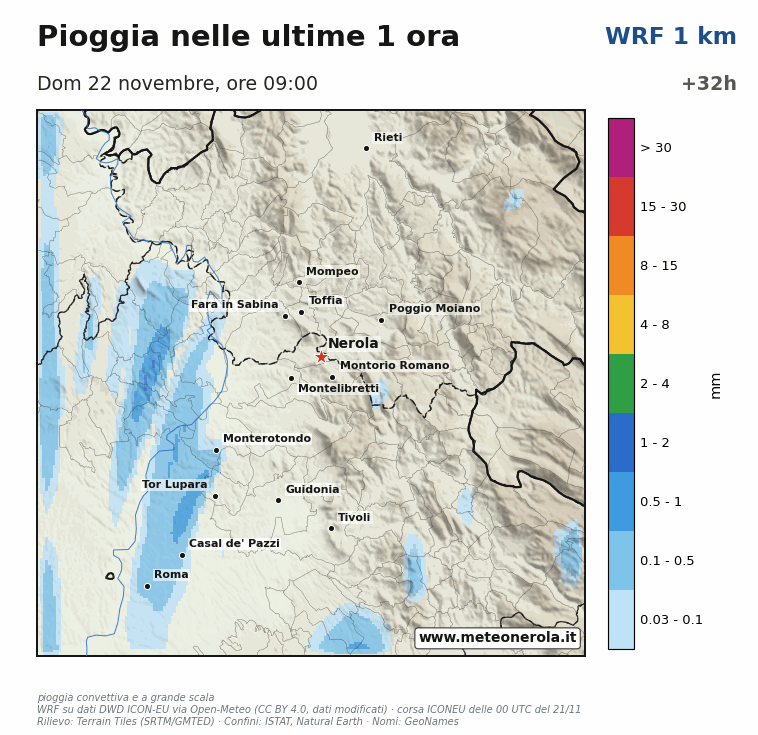 Pioggia nelle ultime 1 ora
WRF 1 km
Dom 22 novembre, ore 09:00
+32h
Rieti
Mompeo
Fara in Sabina
Toffia
Poggio Moiano
Nerola
Montorio Romano
Montelibretti
Monterotondo
Tor Lupara
Guidonia
Tivoli
Casal de' Pazzi
Roma
www.meteonerola.it
> 30
15 - 30
8 - 15
4 - 8
2 - 4
1 - 2
0.5 - 1
0.1 - 0.5
0.03 - 0.1
mm
pioggia convettiva e a grande scala
WRF su dati DWD ICON-EU via Open-Meteo (CC BY 4.0, dati modificati) · corsa ICONEU delle 00 UTC del 21/11
Rilievo: Terrain Tiles (SRTM/GMTED) · Confini: ISTAT, Natural Earth · Nomi: GeoNames